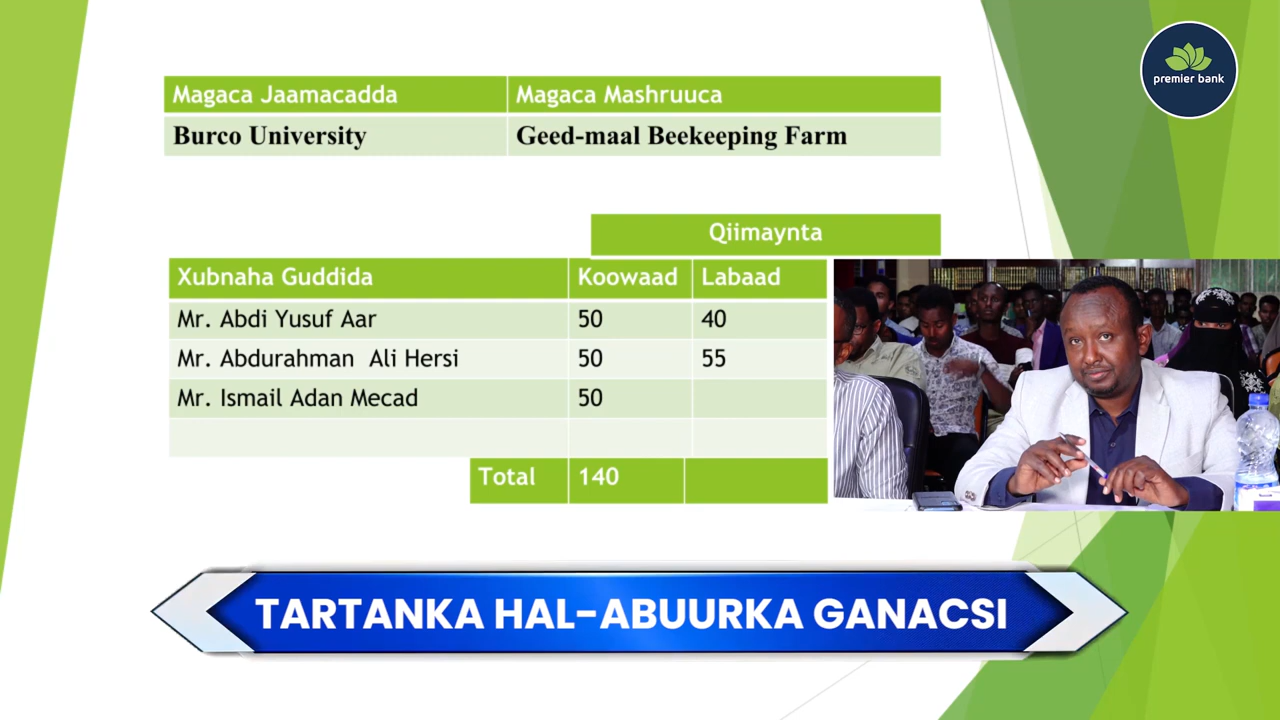 premier bank
Magaca Jaamacadda Magaca Mashruuca
Burco University Geed-maal Beekeeping Farm
Qiimaynta
Xubnaha Guddida Koowaad Labaad
Mr. Abdi Yusuf Aar 50 40
Mr. Abdurahman Ali Hersi 50 55
Mr. Ismail Adan Mecad 50
Total 140
TARTANKA HAL-ABUURKA GANACSI